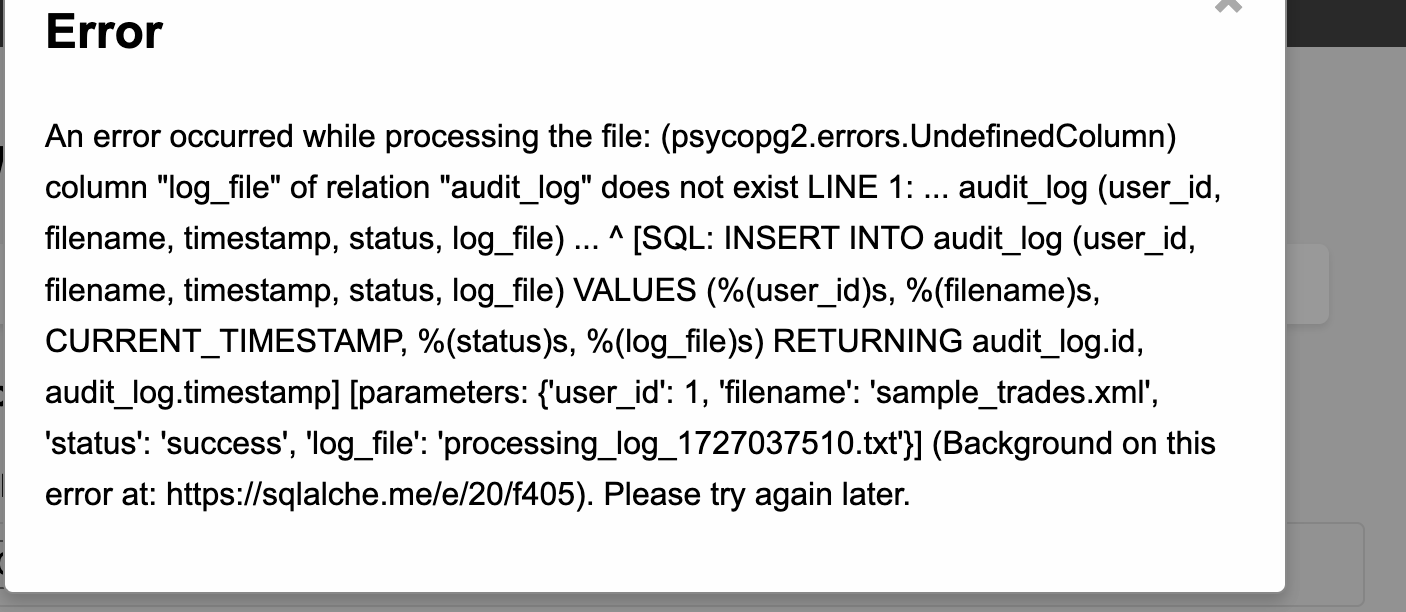 Error
An error occurred while processing the file: (psycopg2.errors.UndefinedColumn)
column "log_file" of relation "audit_log" does not exist LINE 1: ... audit_log (user_id,
filename, timestamp, status, log_file) ... ^ [SQL: INSERT INTO audit_log (user_id,
filename, timestamp, status, log_file) VALUES (%(user_id)s, %(filename)s,
CURRENT_TIMESTAMP, %(status)s, %(log_file)s) RETURNING audit_log.id,
audit_log.timestamp] [parameters: {'user_id': 1, 'filename': 'sample_trades.xml',
'status': 'success', 'log_file': 'processing_log_1727037510.txt'}] (Background on this
error at: https://sqlalche.me/e/20/f405). Please try again later.